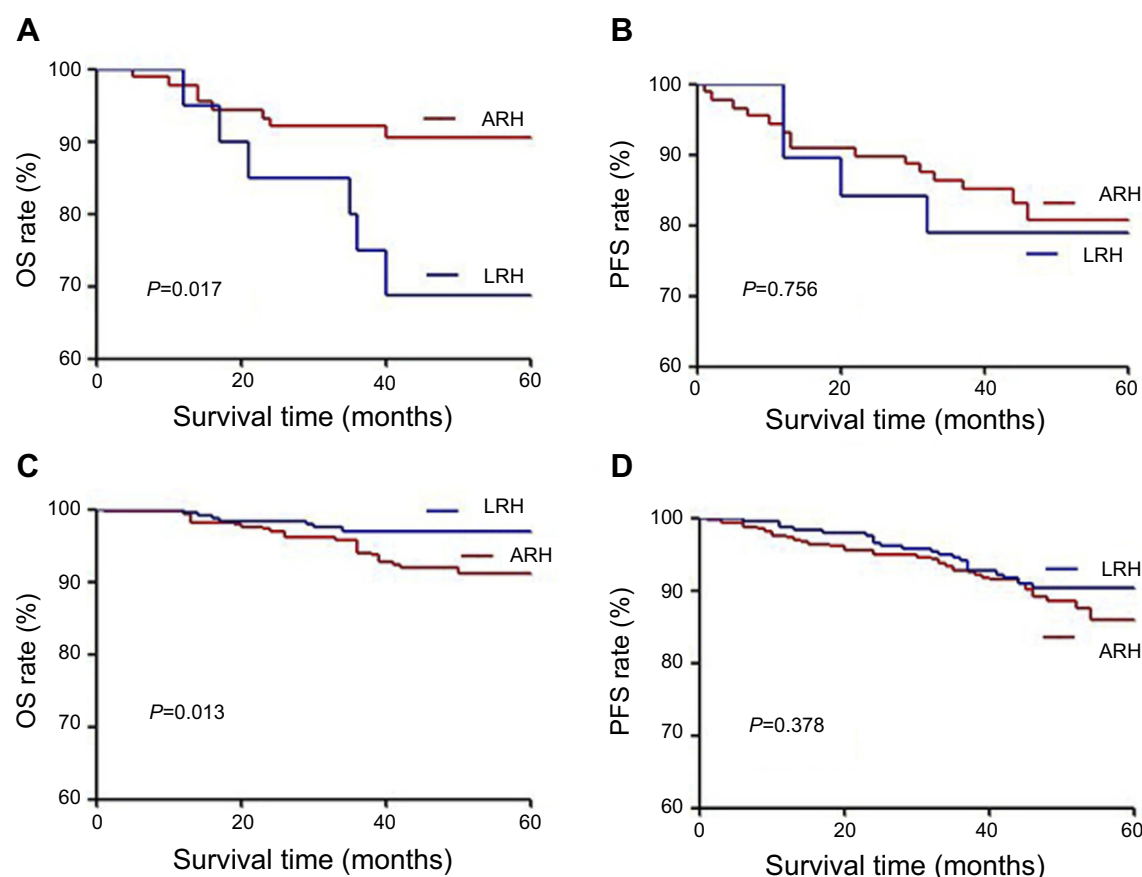 A
100
90
80
70
60
OS rate (%)
ARH
LRH
P=0.017
0 20 40 60
Survival time (months)
B
100
90
80
70
60
PFS rate (%)
ARH
LRH
P=0.756
0 20 40 60
Survival time (months)
C
100
90
80
70
60
OS rate (%)
LRH
ARH
P=0.013
0 20 40 60
Survival time (months)
D
100
90
80
70
60
PFS rate (%)
LRH
ARH
P=0.378
0 20 40 60
Survival time (months)